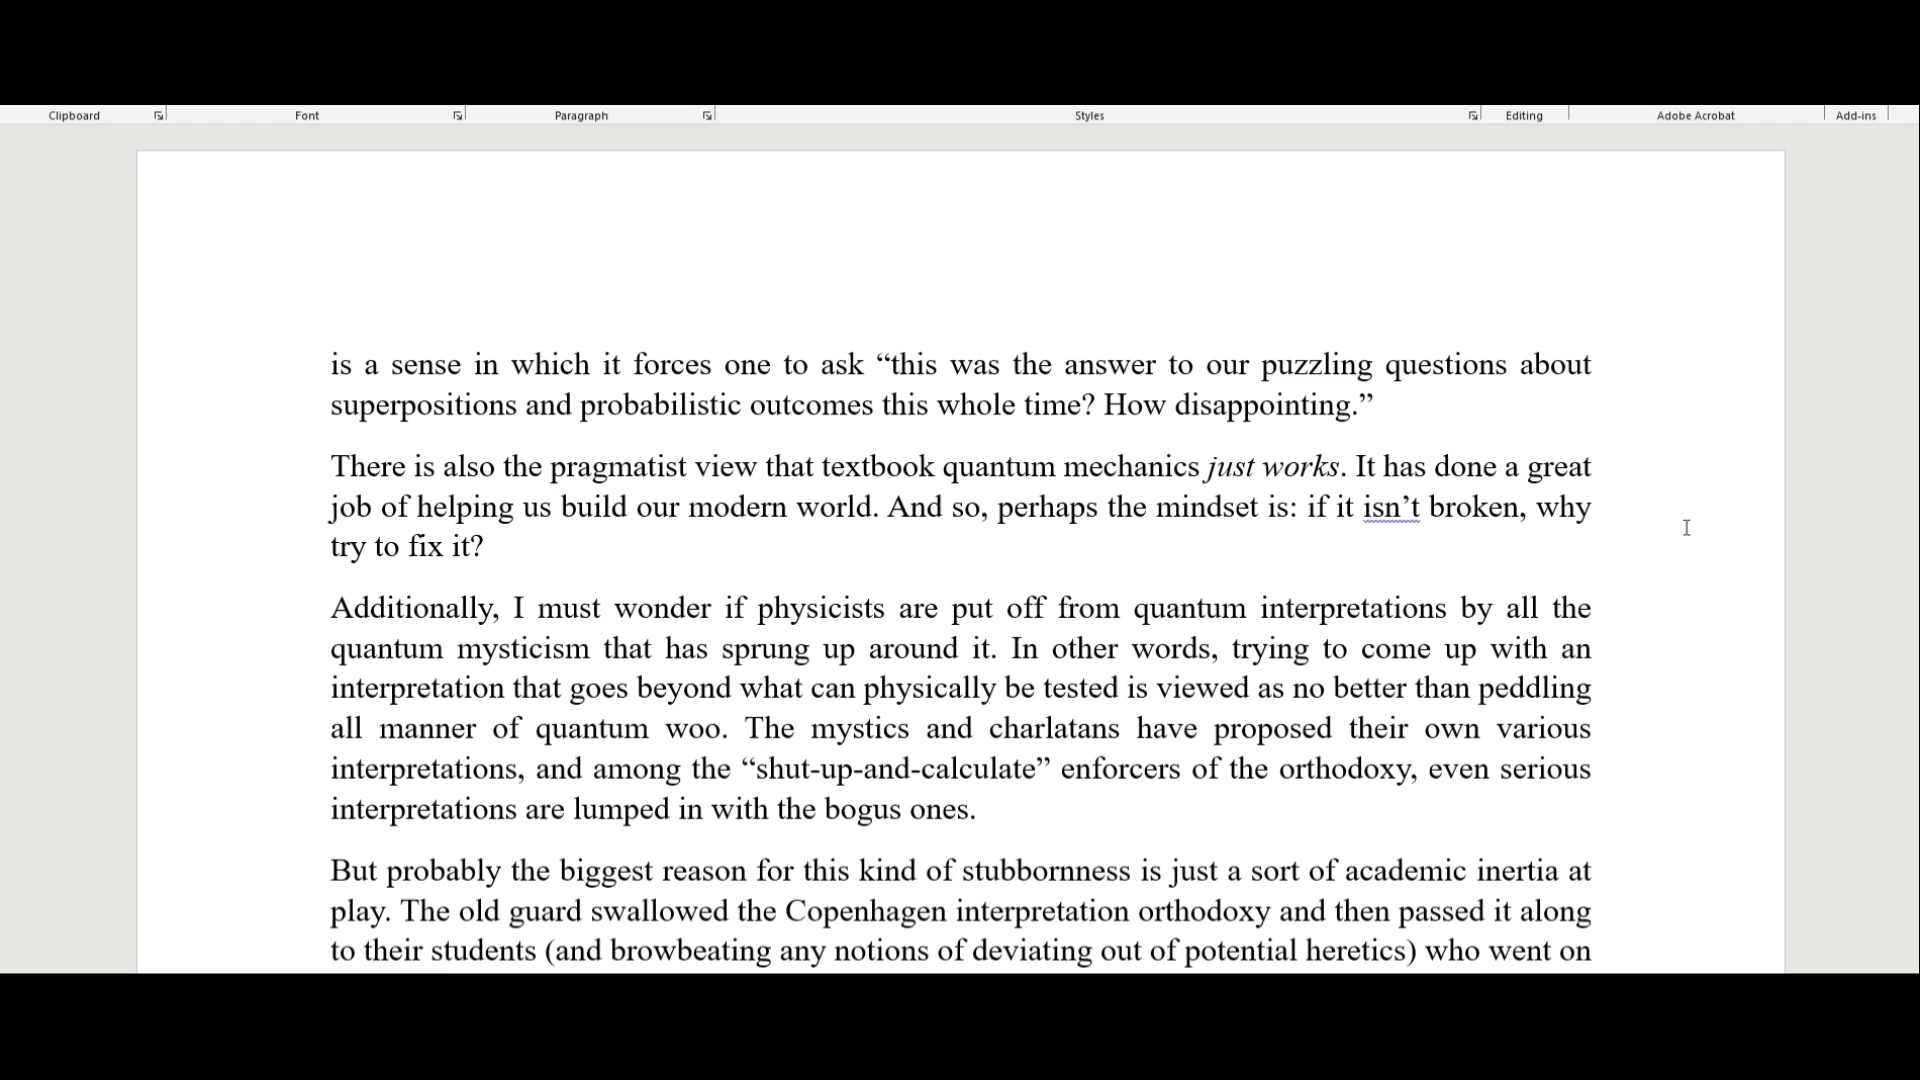 Clipboard Font Paragraph Styles Editing Adobe Acrobat Add-ins
is a sense in which it forces one to ask “this was the answer to our puzzling questions about
superpositions and probabilistic outcomes this whole time? How disappointing.”
There is also the pragmatist view that textbook quantum mechanics just works. It has done a great
job of helping us build our modern world. And so, perhaps the mindset is: if it isn’t broken, why
try to fix it?
Additionally, I must wonder if physicists are put off from quantum interpretations by all the
quantum mysticism that has sprung up around it. In other words, trying to come up with an
interpretation that goes beyond what can physically be tested is viewed as no better than peddling
all manner of quantum woo. The mystics and charlatans have proposed their own various
interpretations, and among the “shut-up-and-calculate” enforcers of the orthodoxy, even serious
interpretations are lumped in with the bogus ones.
But probably the biggest reason for this kind of stubbornness is just a sort of academic inertia at
play. The old guard swallowed the Copenhagen interpretation orthodoxy and then passed it along
to their students (and browbeating any notions of deviating out of potential heretics) who went on